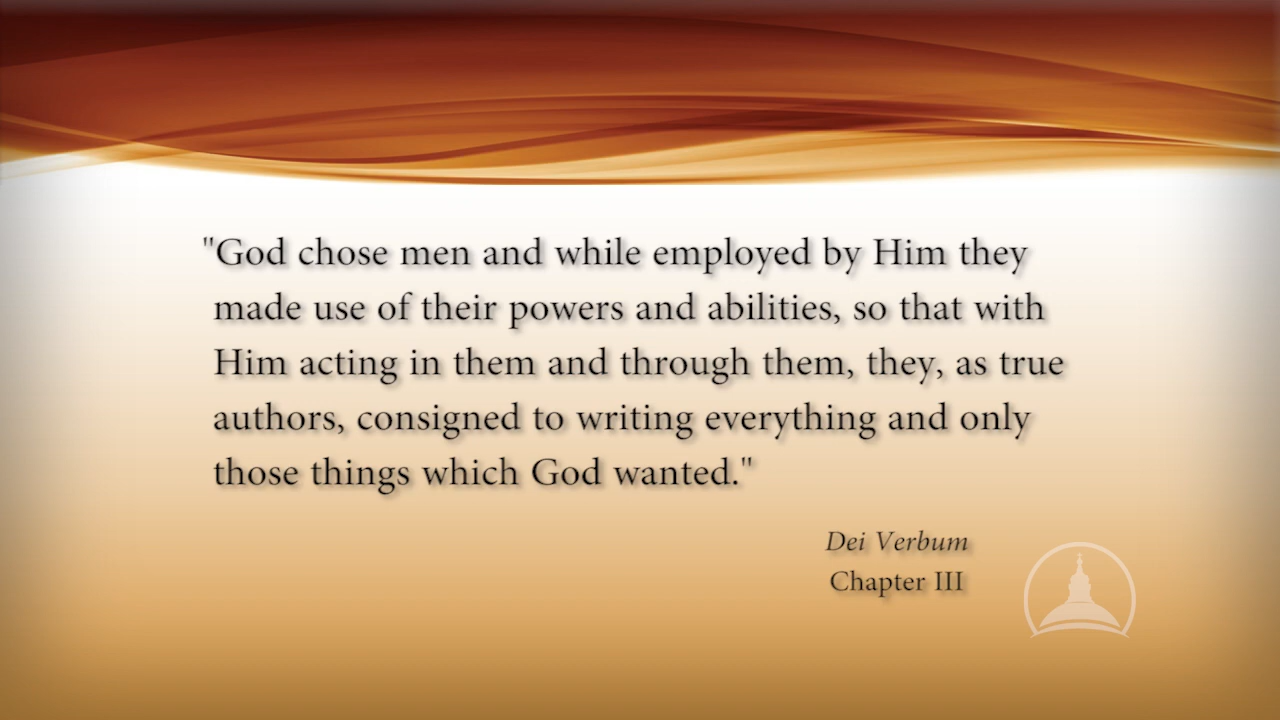 "God chose men and while employed by Him they
made use of their powers and abilities, so that with
Him acting in them and through them, they, as true
authors, consigned to writing everything and only
those things which God wanted."
Dei Verbum
Chapter III